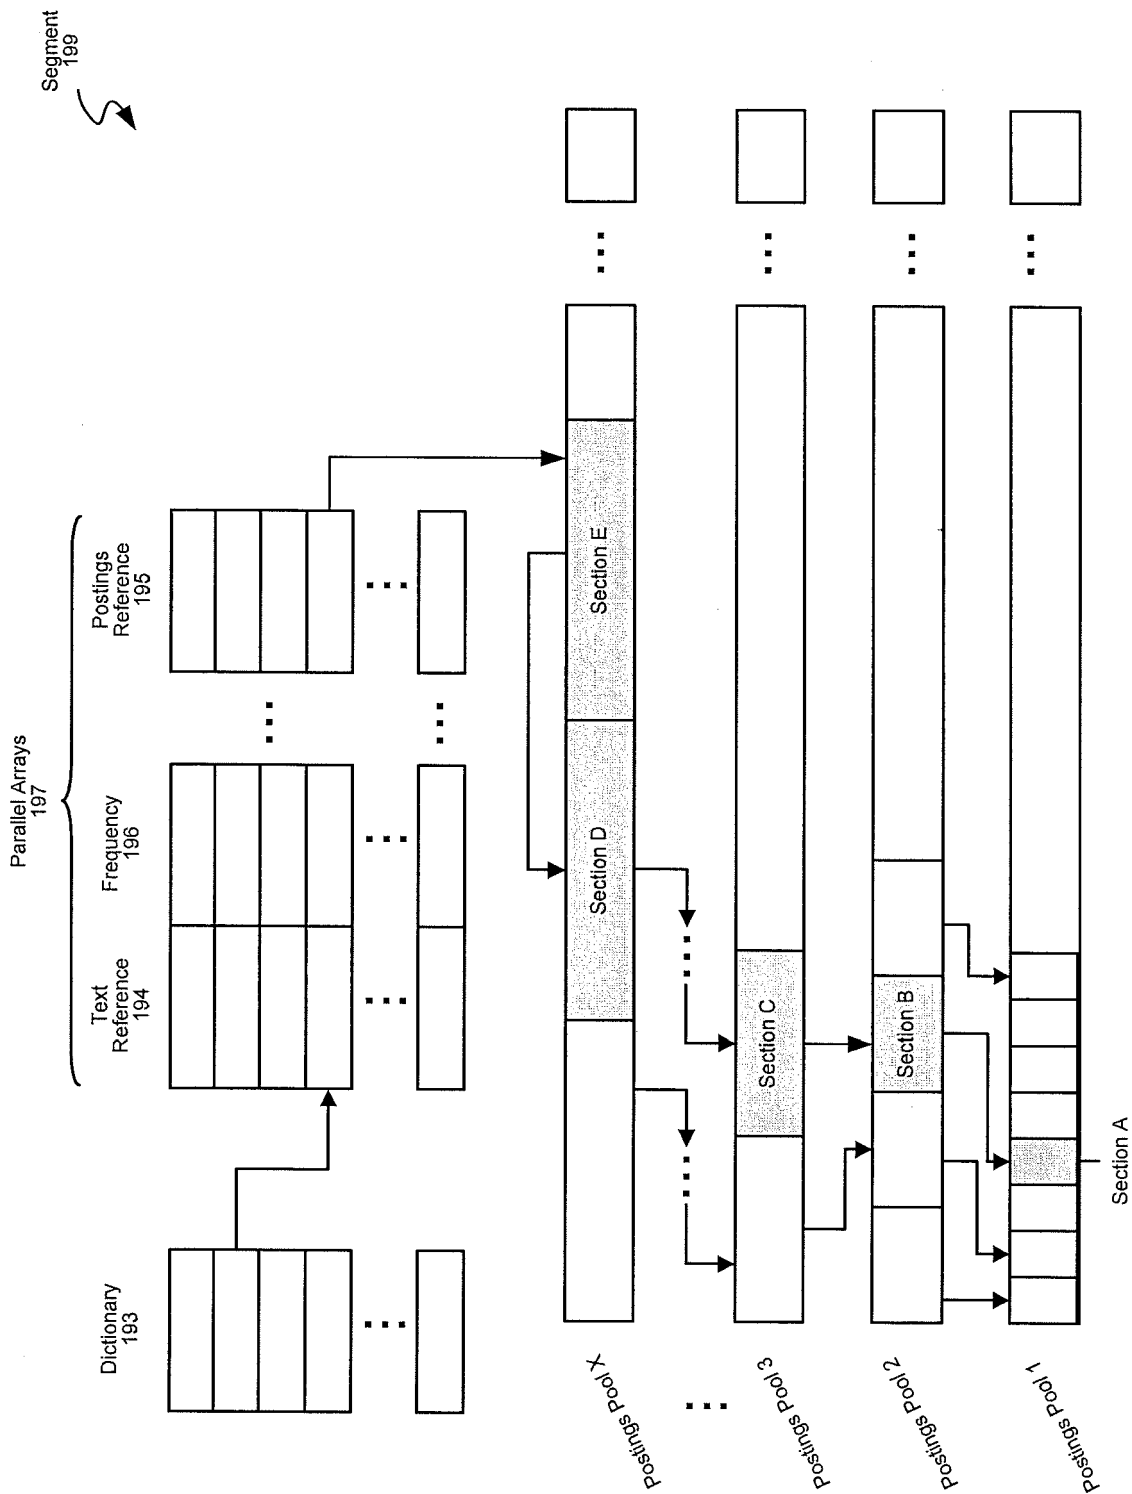 Segment
199
Parallel Arrays
197
Dictionary
193
Text
Reference
194
Frequency
196
Postings
Reference
195
Postings Pool X
Section D
Section E
Postings Pool 3
Section C
Postings Pool 2
Section B
Postings Pool 1
Section A